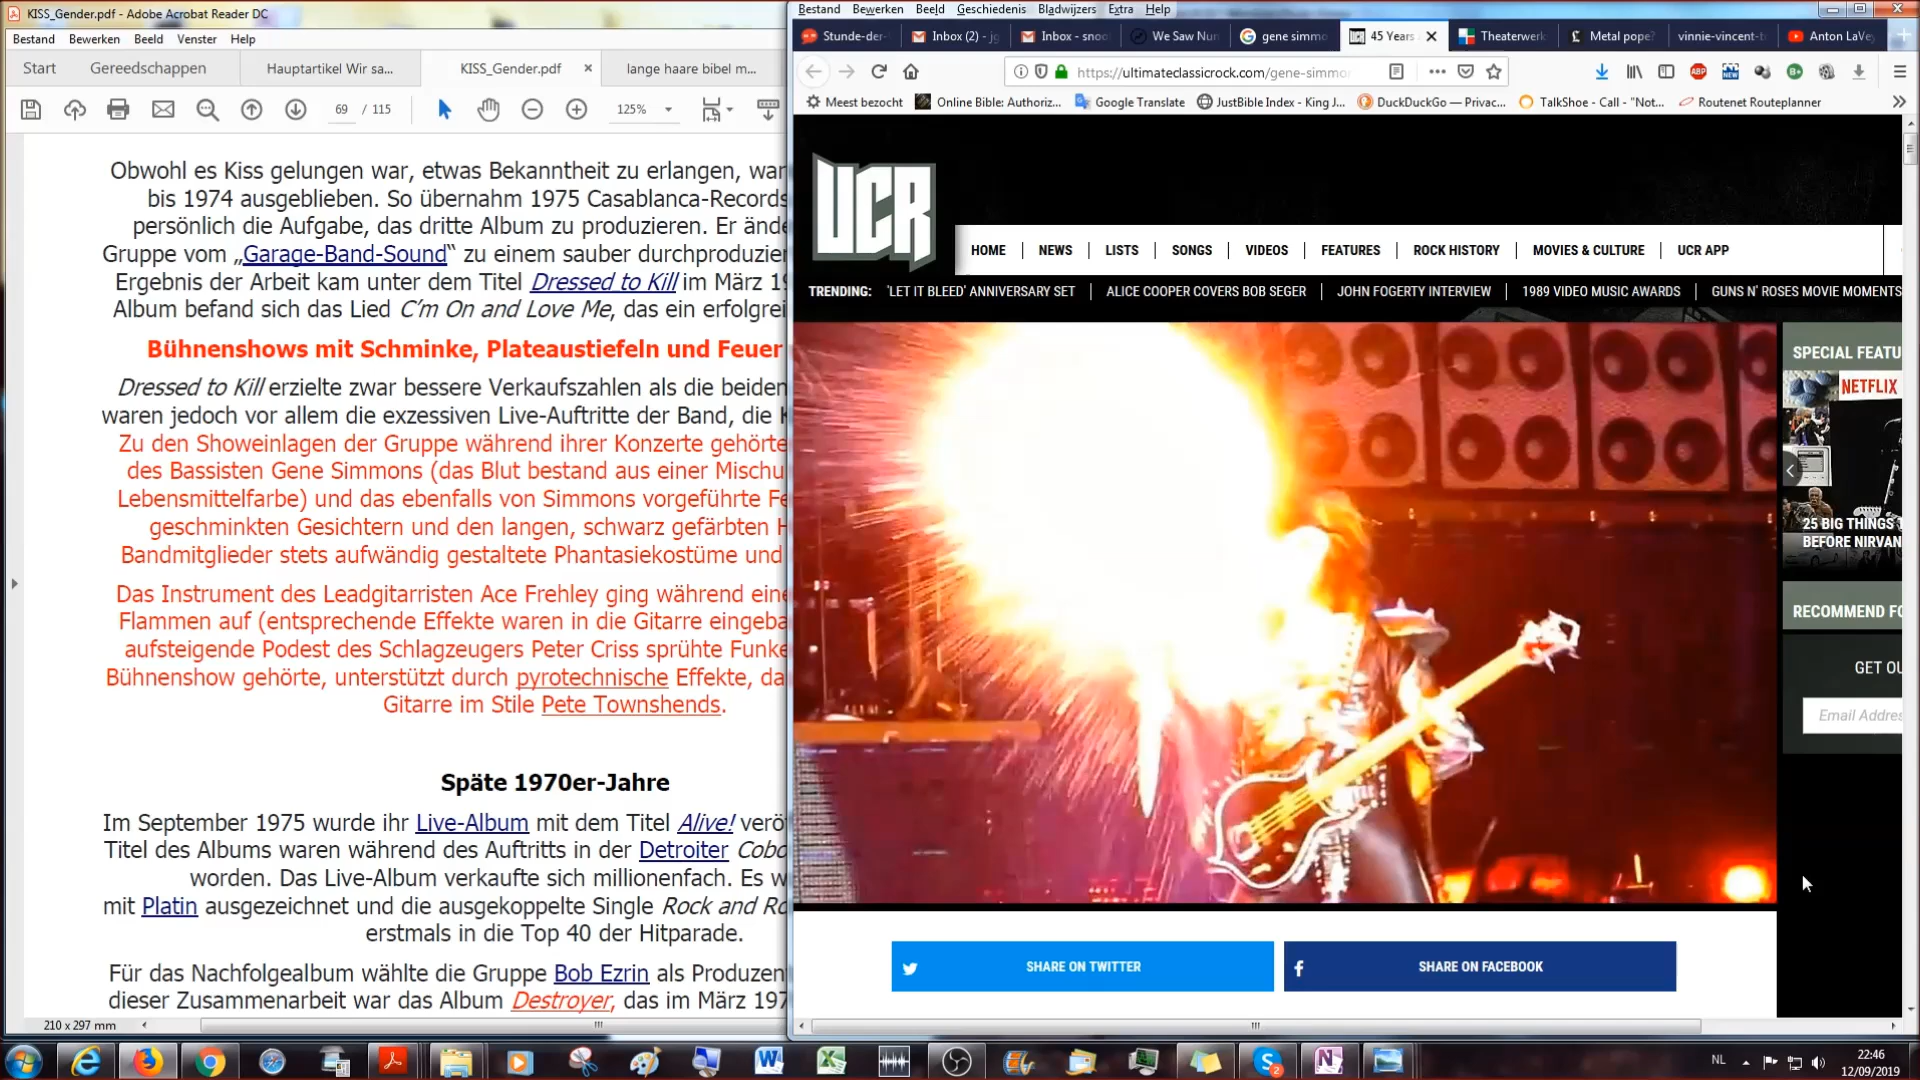 KISS_Gender.pdf - Adobe Acrobat Reader DC
Bestand Bewerken Beeld Venster Help
Start Gereedschappen Hauptartikel Wir sa... KISS_Gender.pdf × lange haare bibel m...
69 / 115 125%
Obwohl es Kiss gelungen war, etwas Bekanntheit zu erlangen, war
bis 1974 ausgeblieben. So übernahm 1975 Casablanca-Records
persönlich die Aufgabe, das dritte Album zu produzieren. Er ände
Gruppe vom „Garage-Band-Sound“ zu einem sauber durchproduzier
Ergebnis der Arbeit kam unter dem Titel Dressed to Kill im März 19
Album befand sich das Lied C’m On and Love Me, das ein erfolgrei
Bühnenshows mit Schminke, Plateaustiefeln und Feuer
Dressed to Kill erzielte zwar bessere Verkaufszahlen als die beiden
waren jedoch vor allem die exzessiven Live-Auftritte der Band, die K
Zu den Showeinlagen der Gruppe während ihrer Konzerte gehörte
des Bassisten Gene Simmons (das Blut bestand aus einer Mischu
Lebensmittelfarbe) und das ebenfalls von Simmons vorgeführte Fe
geschminkten Gesichtern und den langen, schwarz gefärbten H
Bandmitglieder stets aufwändig gestaltete Phantasiekostüme und
Das Instrument des Leadgitarristen Ace Frehley ging während eine
Flammen auf (entsprechende Effekte waren in die Gitarre eingeba
aufsteigende Podest des Schlagzeugers Peter Criss sprühte Funke
Bühnenshow gehörte, unterstützt durch pyrotechnische Effekte, da
Gitarre im Stile Pete Townshends.
Späte 1970er-Jahre
Im September 1975 wurde ihr Live-Album mit dem Titel Alive! verö
Titel des Albums waren während des Auftritts in der Detroiter Cobo
worden. Das Live-Album verkaufte sich millionenfach. Es w
mit Platin ausgezeichnet und die ausgekoppelte Single Rock and Ro
erstmals in die Top 40 der Hitparade.
Für das Nachfolgealbum wählte die Gruppe Bob Ezrin als Produzen
dieser Zusammenarbeit war das Album Destroyer, das im März 197
210 x 297 mm
Bestand Bewerken Beeld Geschiedenis Bladwijzers Extra Help
Stunde-der- Inbox (2) - jg Inbox - snoo We Saw Nun gene simmo 45 Years Theaterwerk Metal pope? vinnie-vincent-t Anton LaVey
https://ultimateclassicrock.com/gene-simmo
Meest bezocht Online Bible: Authoriz... Google Translate JustBible Index - King J... DuckDuckGo — Privac... TalkShoe - Call - "Not... Routenet Routeplanner
UCR
HOME NEWS LISTS SONGS VIDEOS FEATURES ROCK HISTORY MOVIES & CULTURE UCR APP
TRENDING: 'LET IT BLEED' ANNIVERSARY SET ALICE COOPER COVERS BOB SEGER JOHN FOGERTY INTERVIEW 1989 VIDEO MUSIC AWARDS GUNS N' ROSES MOVIE MOMENTS
SPECIAL FEATU
NETFLIX
25 BIG THINGS
BEFORE NIRVAN
RECOMMEND FO
GET OU
Email Addres
SHARE ON TWITTER
SHARE ON FACEBOOK
NL
22:46
12/09/2019